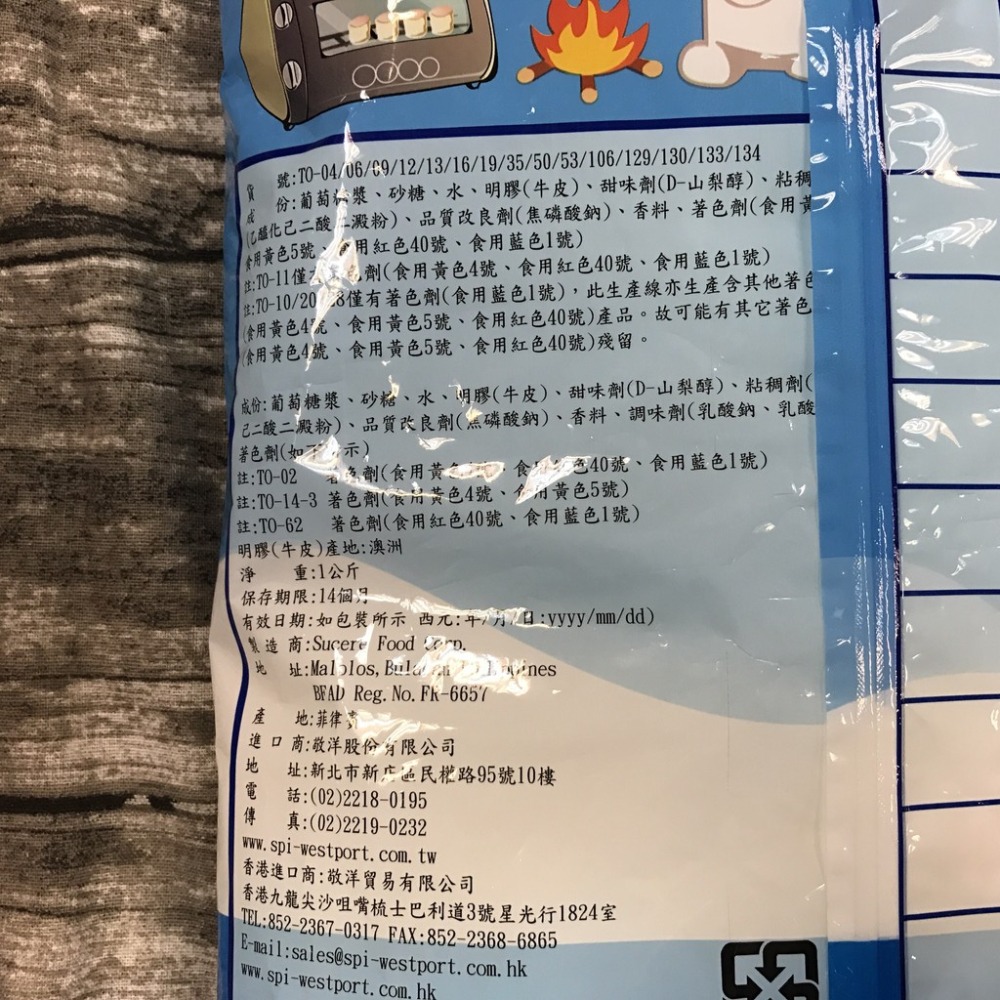 貨 號:TO-04/06/09/12/13/16/19/35/50/53/106/129/130/133/134
成 份:葡萄 漿、砂糖、水、明膠(牛皮)、甜味劑(D-山梨醇)、粘稠
(乙醯化己二酸 澱粉)、品質改良劑(焦磷酸鈉)、香料、著色劑(食用黃
食用黃色5號、 用紅色40號、食用藍色1號)
註:TO-11僅 劑(食用黃色4號、食用紅色40號、食用藍色1號)
註:TO-10/20 僅有著色劑(食用藍色1號)，此生產線亦生產含其他著色
(食用黃色4號、食用黃色5號、食用紅色40號)產品。故可能有其它著色
(食用黃色4號、食用黃色5號、食用紅色40號)殘留。
成份:葡萄糖漿、砂糖、水、明膠(牛皮)、甜味劑(D-山梨醇)、粘稠劑(
己二酸二澱粉)、品質改良劑(焦磷酸鈉)、香料、調味劑(乳酸鈉、乳酸
著色劑(如 示)
註:TO-02 著色劑(食用黃色 、食 色40號、食用藍色1號)
註:TO-14-3 著色劑(食用黃色4號、食用黃色5號)
註:TO-62 著色劑(食用紅色40號、食用藍色1號)
明膠(牛皮)產地:澳洲
淨 重:1公斤
保存期限:14個月
有效日期:如包裝所示 西元:年/月/日:yyyy/mm/dd)
製 造 商:Sucere Food Corp.
地 址:Malolos,
BFAD Reg. No. FR-6657
產 地:菲律賓
進 口 商:敬洋股份有限公司
地 址:新北市新店區民權路95號10樓
電 話:(02)2218-0195
傳 真:(02)2219-0232
www.spi-westport.com.tw
香港進口商:敬洋貿易有限公司
香港九龍尖沙咀嘴梳士巴利道3號星光行1824室
TEL:852-2367-0317 FAX:852-2368-6865
E-mail:sales@spi-westport.com.hk
www.spi-westport.com.hk